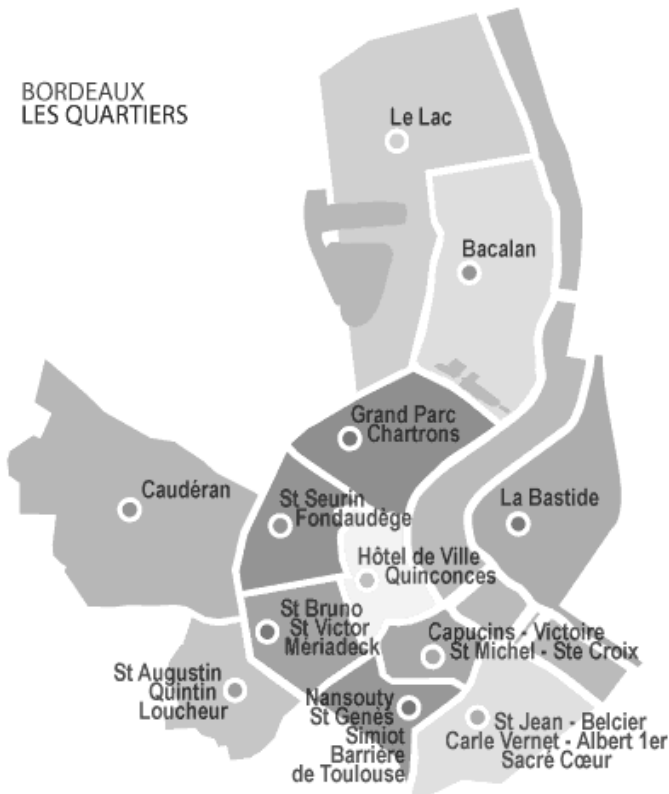 BORDEAUX
LES QUARTIERS
Le Lac
Bacalan
Grand Parc
Chartrons
Caudéran
St Seurin
Fondaudège
La Bastide
Hôtel de Ville
Quinconces
St Bruno
St Victor
Mériadeck
Capucins - Victoire
St Michel - Ste Croix
St Augustin
Quintin
Loucheur
Nansouty
St Genès
Simiot
Barrière
de Toulouse
St Jean - Belcier
Carle Vernet - Albert 1er
Sacré Cœur